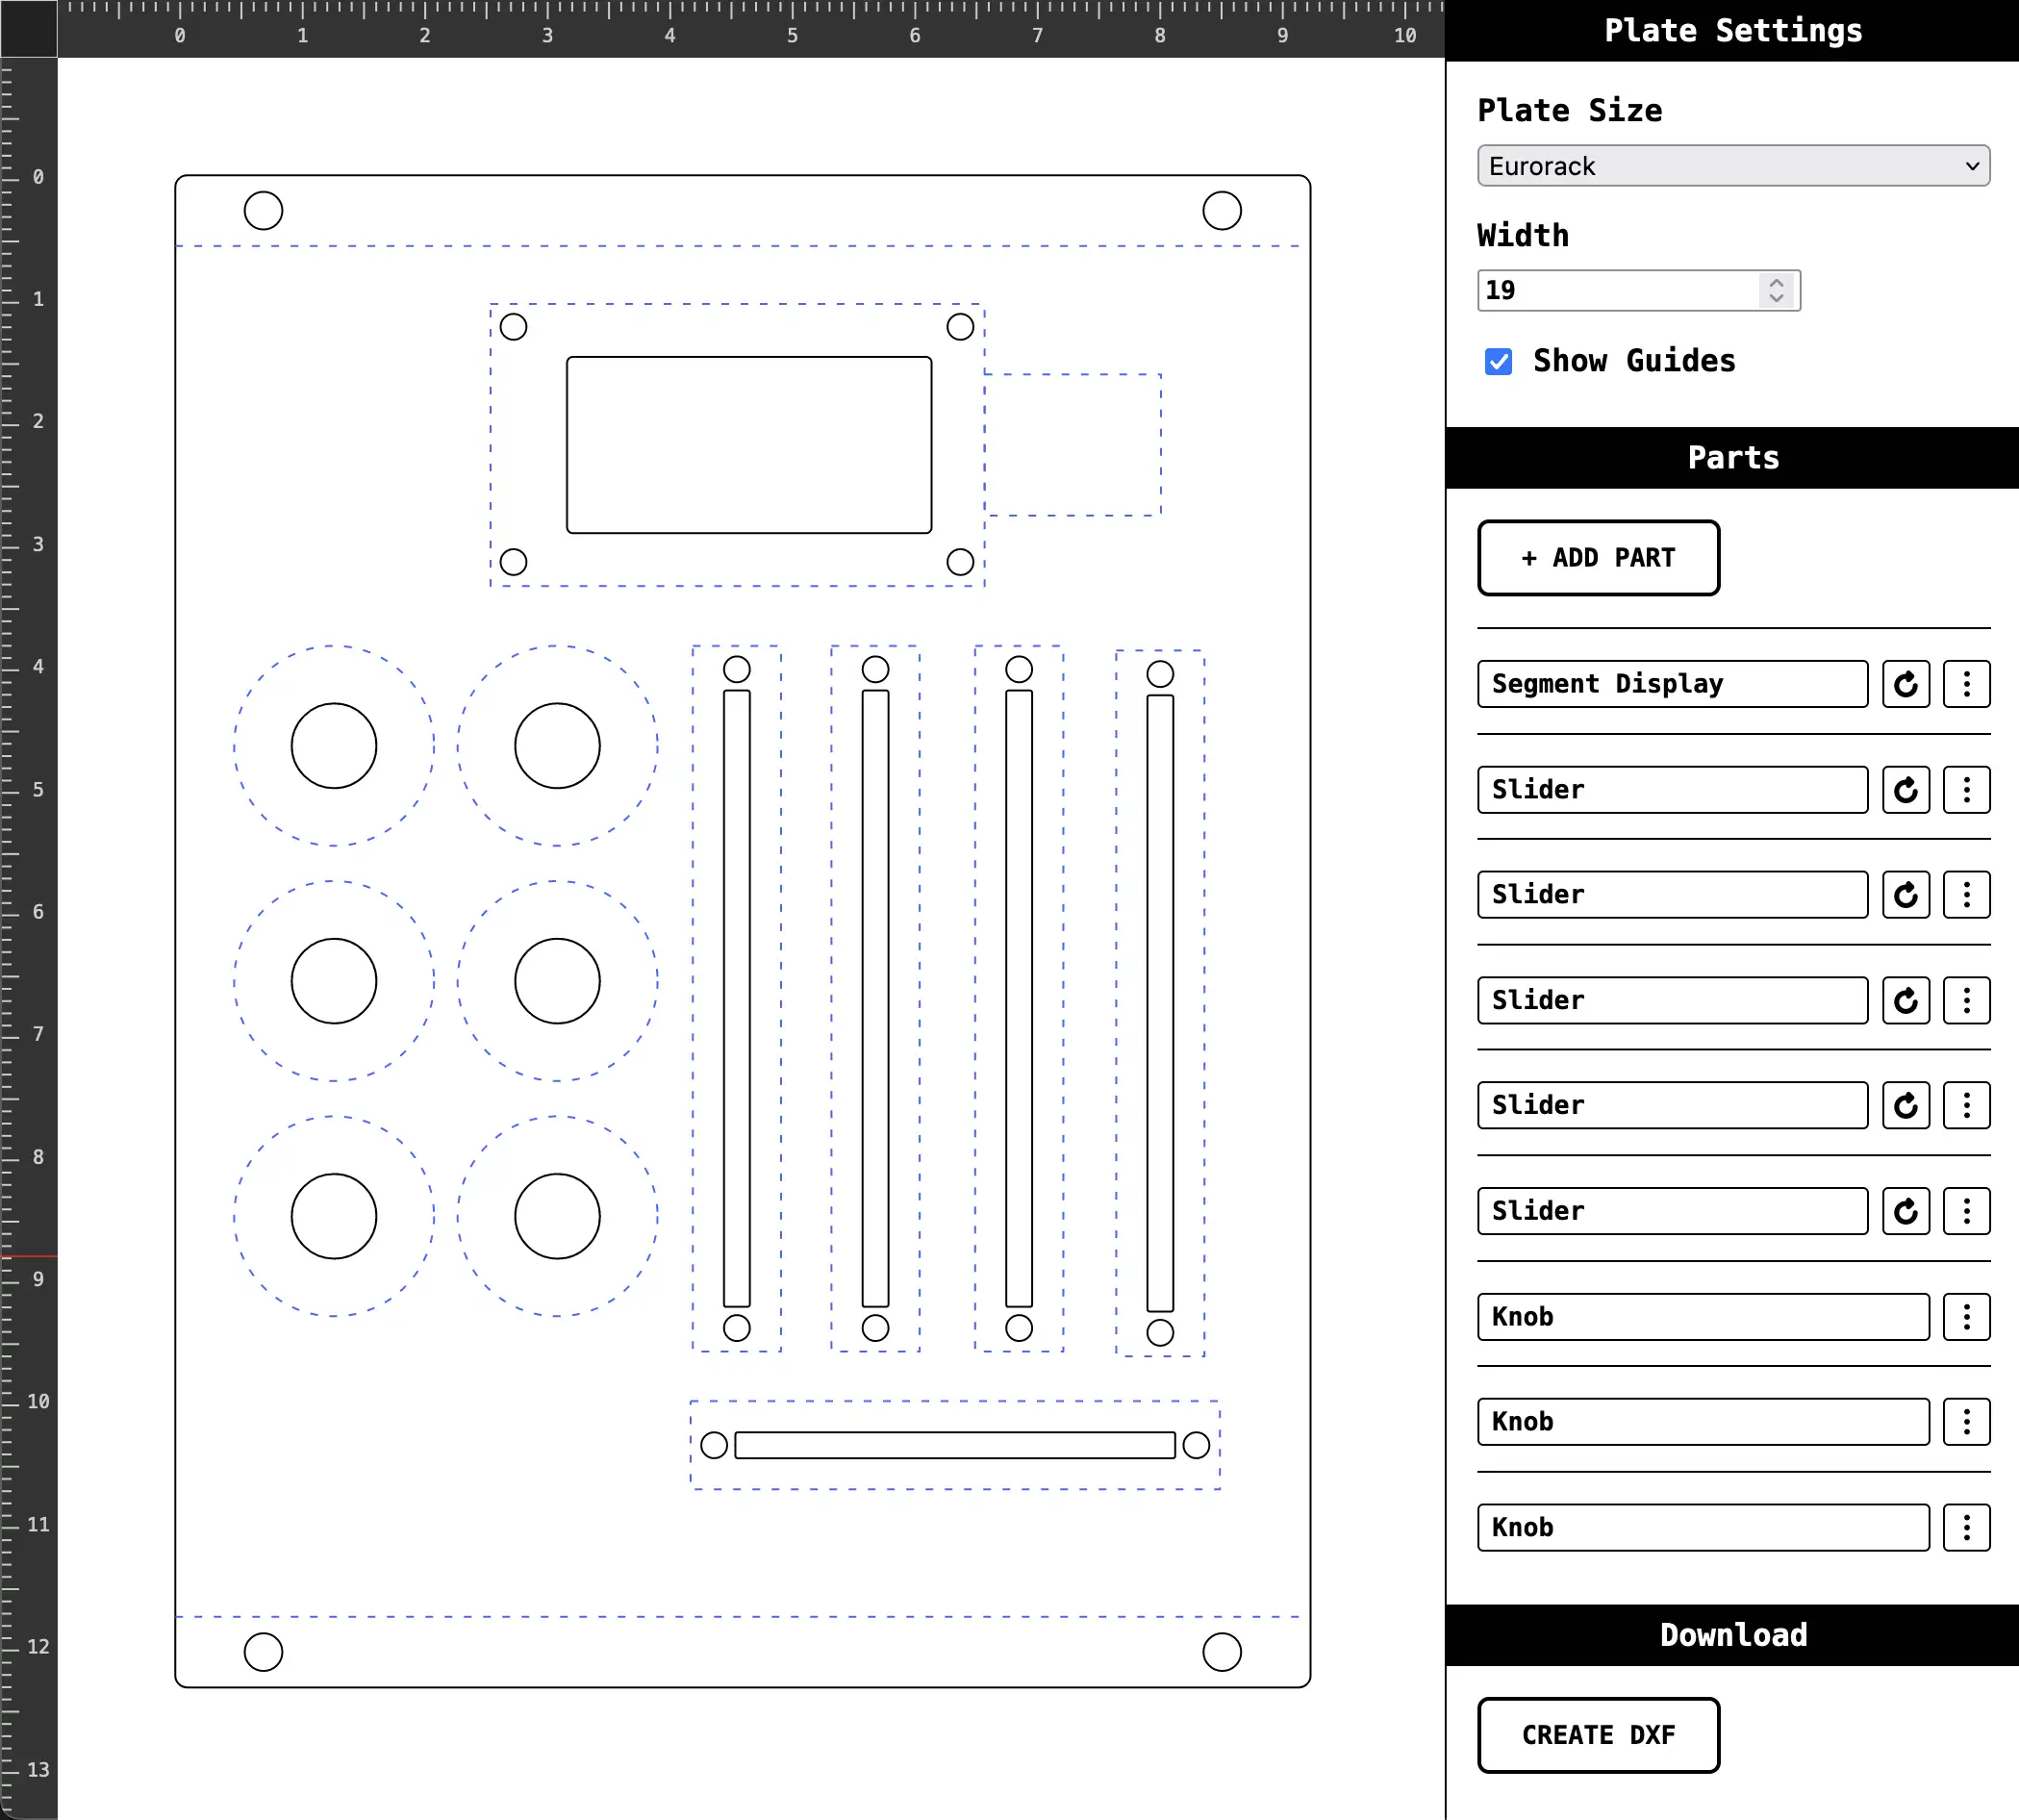 0 1 2 3 4 5 6 7 8 9 10
0
1
2
3
4
5
6
7
8
9
10
11
12
13
Plate Settings
Plate Size
Eurorack
Width
19
Show Guides
Parts
+ ADD PART
Segment Display
Slider
Slider
Slider
Slider
Slider
Knob
Knob
Knob
Download
CREATE DXF